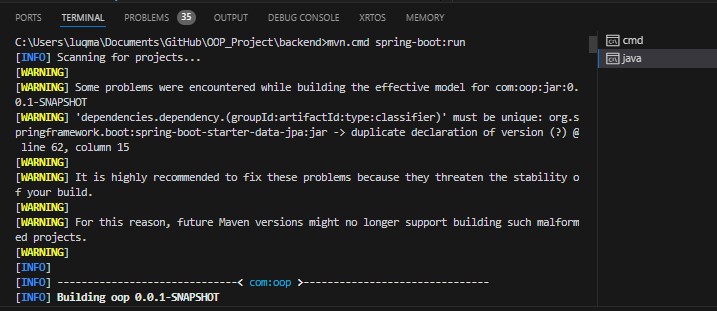 PORTS TERMINAL PROBLEMS 35 OUTPUT DEBUG CONSOLE XRTOS MEMORY
C:\Users\luqma\Documents\GitHub\OOP_Project\backend>mvn.cmd spring-boot:run
[INFO] Scanning for projects...
[WARNING]
[WARNING] Some problems were encountered while building the effective model for com:oop:jar:0.
0.1-SNAPSHOT
[WARNING] 'dependencies.dependency.(groupId:artifactId:type:classifier)' must be unique: org.s
pringframework.boot:spring-boot-starter-data-jpa:jar -> duplicate declaration of version (?) @
line 62, column 15
[WARNING]
[WARNING] It is highly recommended to fix these problems because they threaten the stability o
f your build.
[WARNING]
[WARNING] For this reason, future Maven versions might no longer support building such malform
ed projects.
[WARNING]
[INFO]
[INFO] ------------------------------< com:oop >-------------------------------
[INFO] Building oop 0.0.1-SNAPSHOT
cmd
java